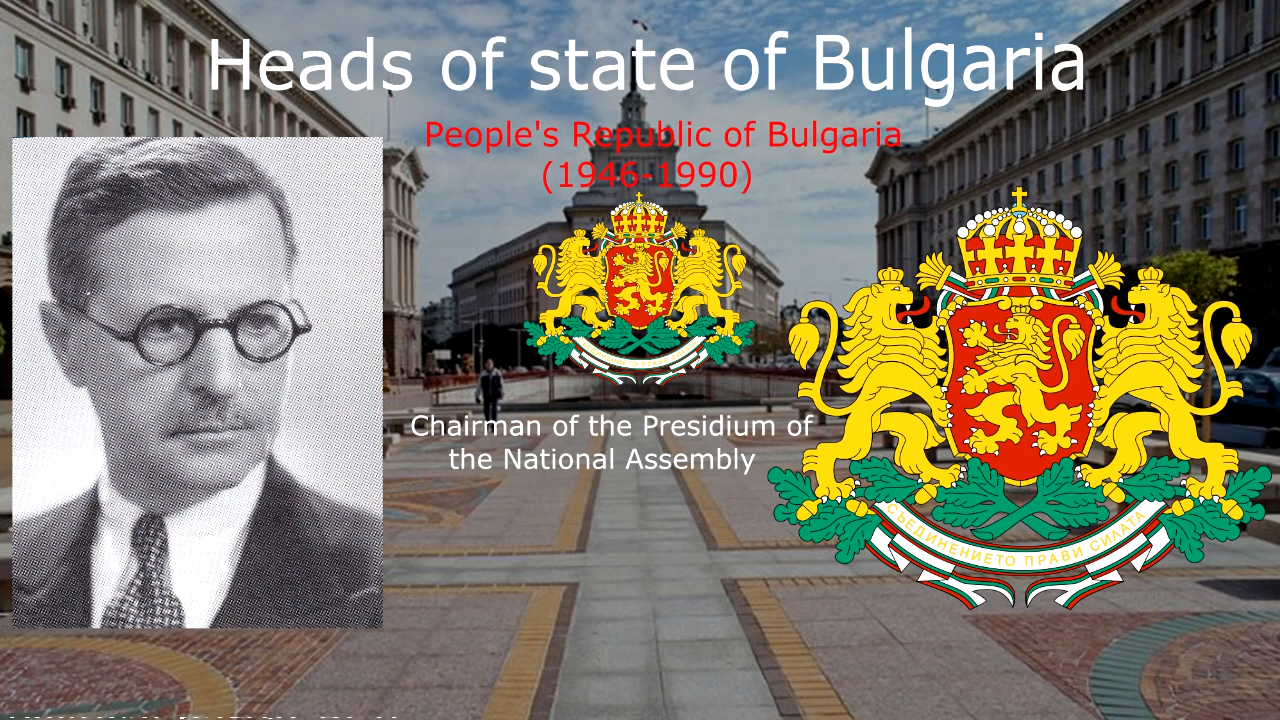 Heads of state of Bulgaria
People's Republic of Bulgaria
(1946-1990)
Chairman of the Presidium of
the National Assembly
СЪЕДИНЕНИЕТО ПРАВИ СИЛАТА